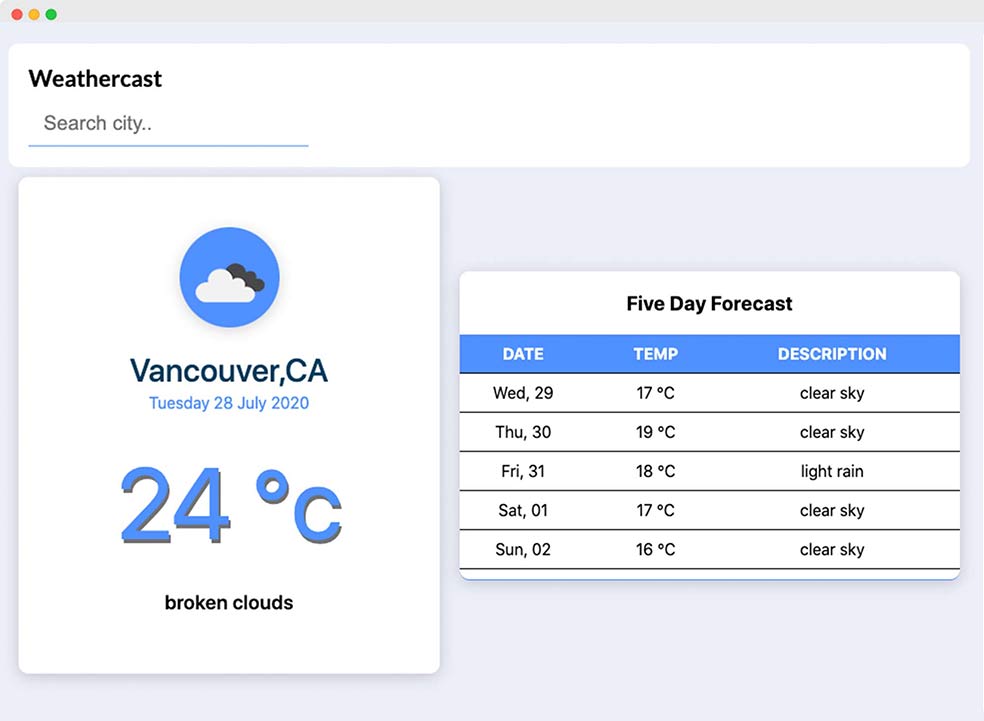 Weathercast
Search city..
Vancouver,CA
Tuesday 28 July 2020
24 °c
broken clouds
Five Day Forecast
DATE TEMP DESCRIPTION
Wed, 29 17 °C clear sky
Thu, 30 19 °C clear sky
Fri, 31 18 °C light rain
Sat, 01 17 °C clear sky
Sun, 02 16 °C clear sky